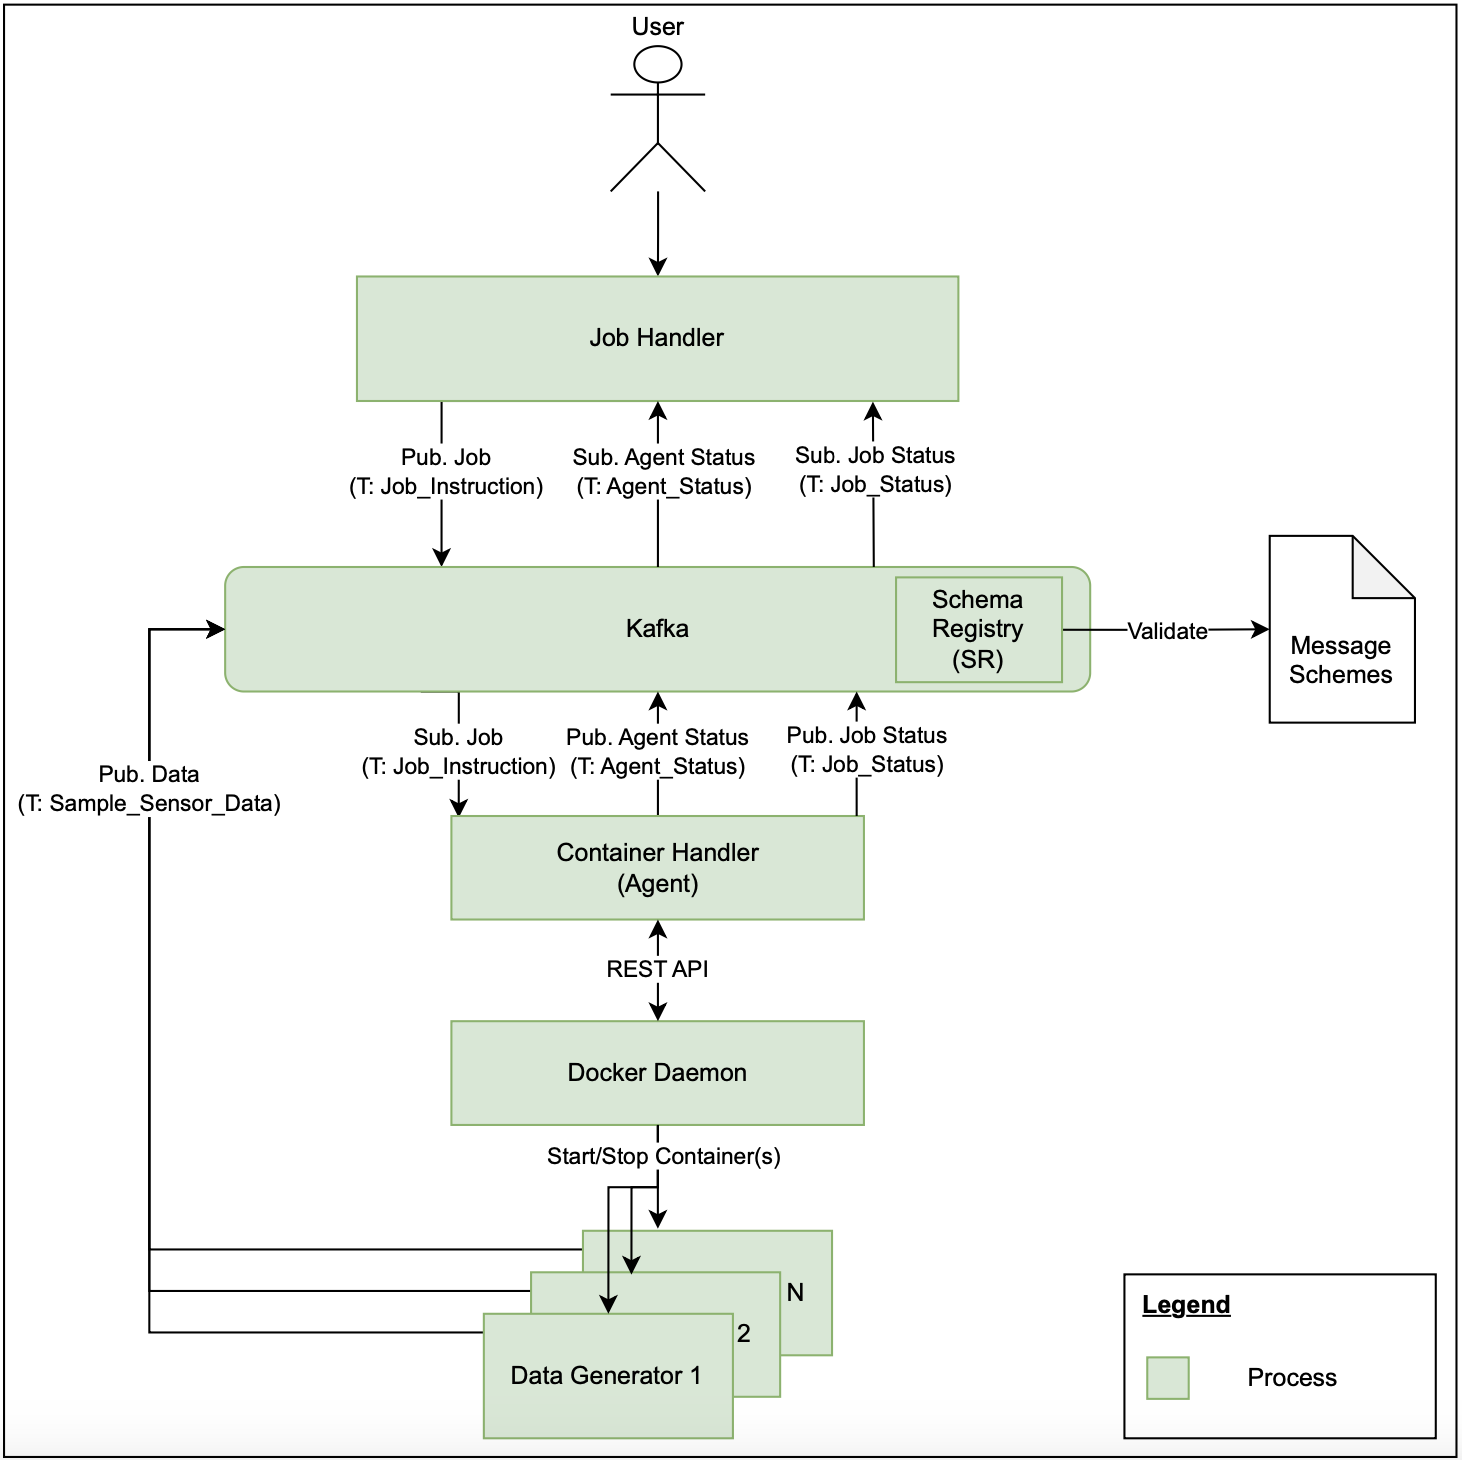 User
Job Handler
Pub. Job
(T: Job_Instruction)
Sub. Agent Status
(T: Agent_Status)
Sub. Job Status
(T: Job_Status)
Kafka
Schema
Registry
(SR)
Validate
Message
Schemes
Sub. Job
(T: Job_Instruction)
Pub. Agent Status
(T: Agent_Status)
Pub. Job Status
(T: Job_Status)
Pub. Data
(T: Sample_Sensor_Data)
Container Handler
(Agent)
REST API
Docker Daemon
Start/Stop Container(s)
N
2
Data Generator 1
Legend
Process